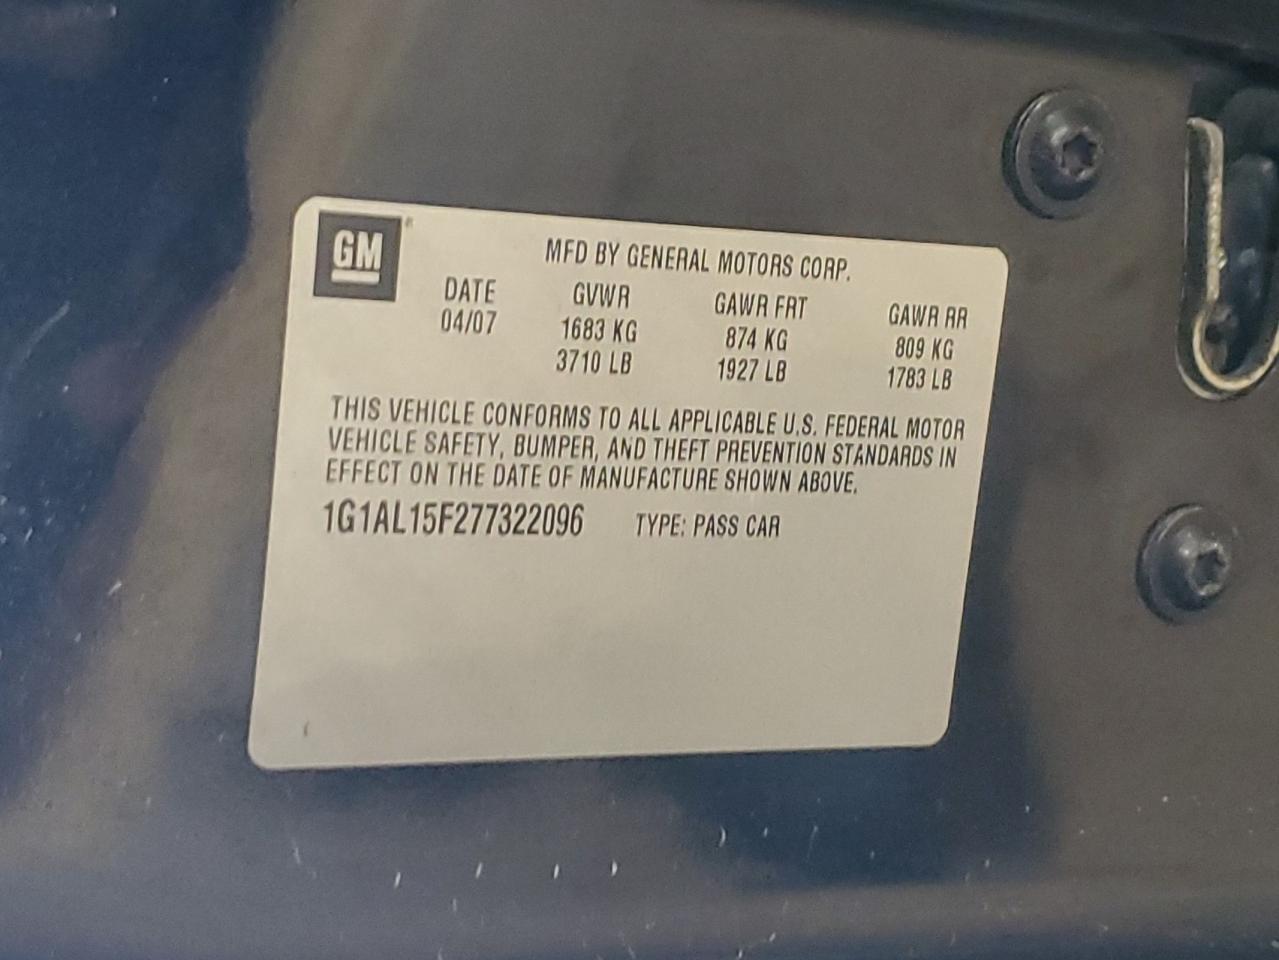 GM
MFD BY GENERAL MOTORS CORP.
DATE GVWR GAWR FRT GAWR RR
04/07 1683 KG 874 KG 809 KG
3710 LB 1927 LB 1783 LB
THIS VEHICLE CONFORMS TO ALL APPLICABLE U.S. FEDERAL MOTOR
VEHICLE SAFETY, BUMPER, AND THEFT PREVENTION STANDARDS IN
EFFECT ON THE DATE OF MANUFACTURE SHOWN ABOVE.
1G1AL15F277322096 TYPE: PASS CAR